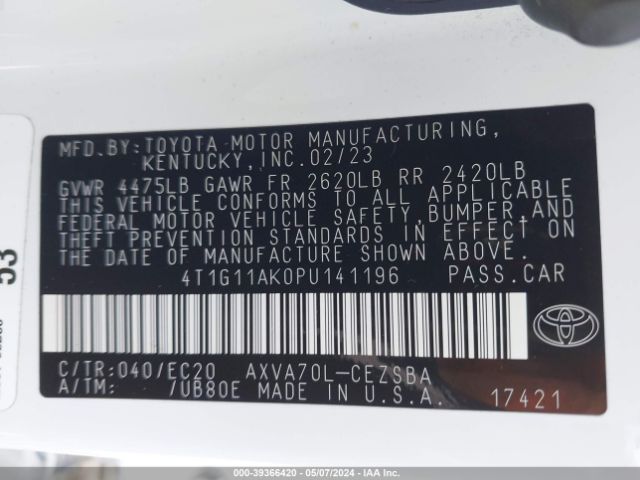 MFD.BY:TOYOTA MOTOR MANUFACTURING,
KENTUCKY,INC.02/23
GVWR 4475LB GAWR FR 2620LB RR 2420LB
THIS VEHICLE CONFORMS TO ALL APPLICABLE
FEDERAL MOTOR VEHICLE SAFETY,BUMPER,AND
THEFT PREVENTION STANDARDS IN EFFECT ON
THE DATE OF MANUFACTURE SHOWN ABOVE.
4T1G11AK0PU141196 PASS.CAR
C/TR:040/EC20 AXVA70L-CEZSBA
A/TM: /UB80E MADE IN U.S.A. 17421
53
000-39366420 - 05/07/2024 - IAAI.com